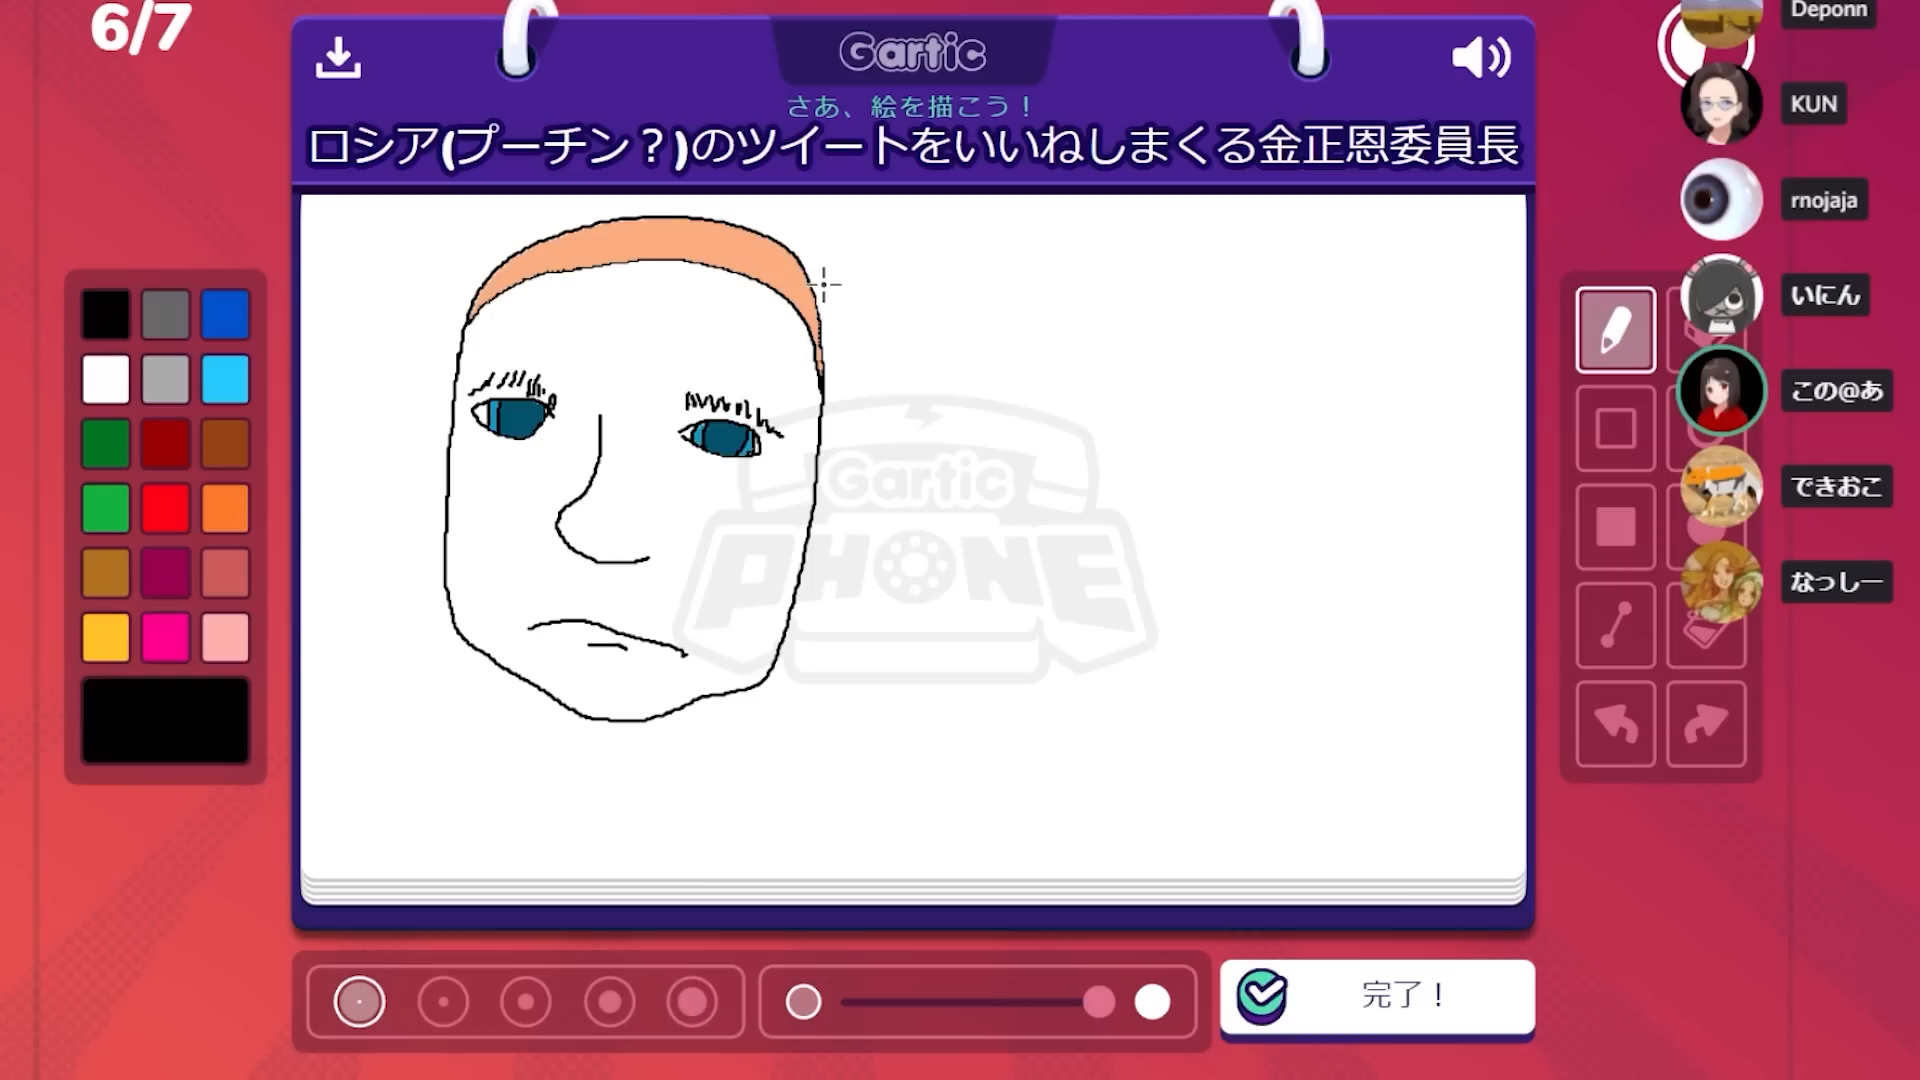 6/7
Gartic
さあ、絵を描こう！
ロシア(プーチン？)のツイートをいいねしまくる金正恩委員長
Gartic
PHONE
Deponn
KUN
rnojaja
いにん
この@あ
できおこ
なっしー
完了！